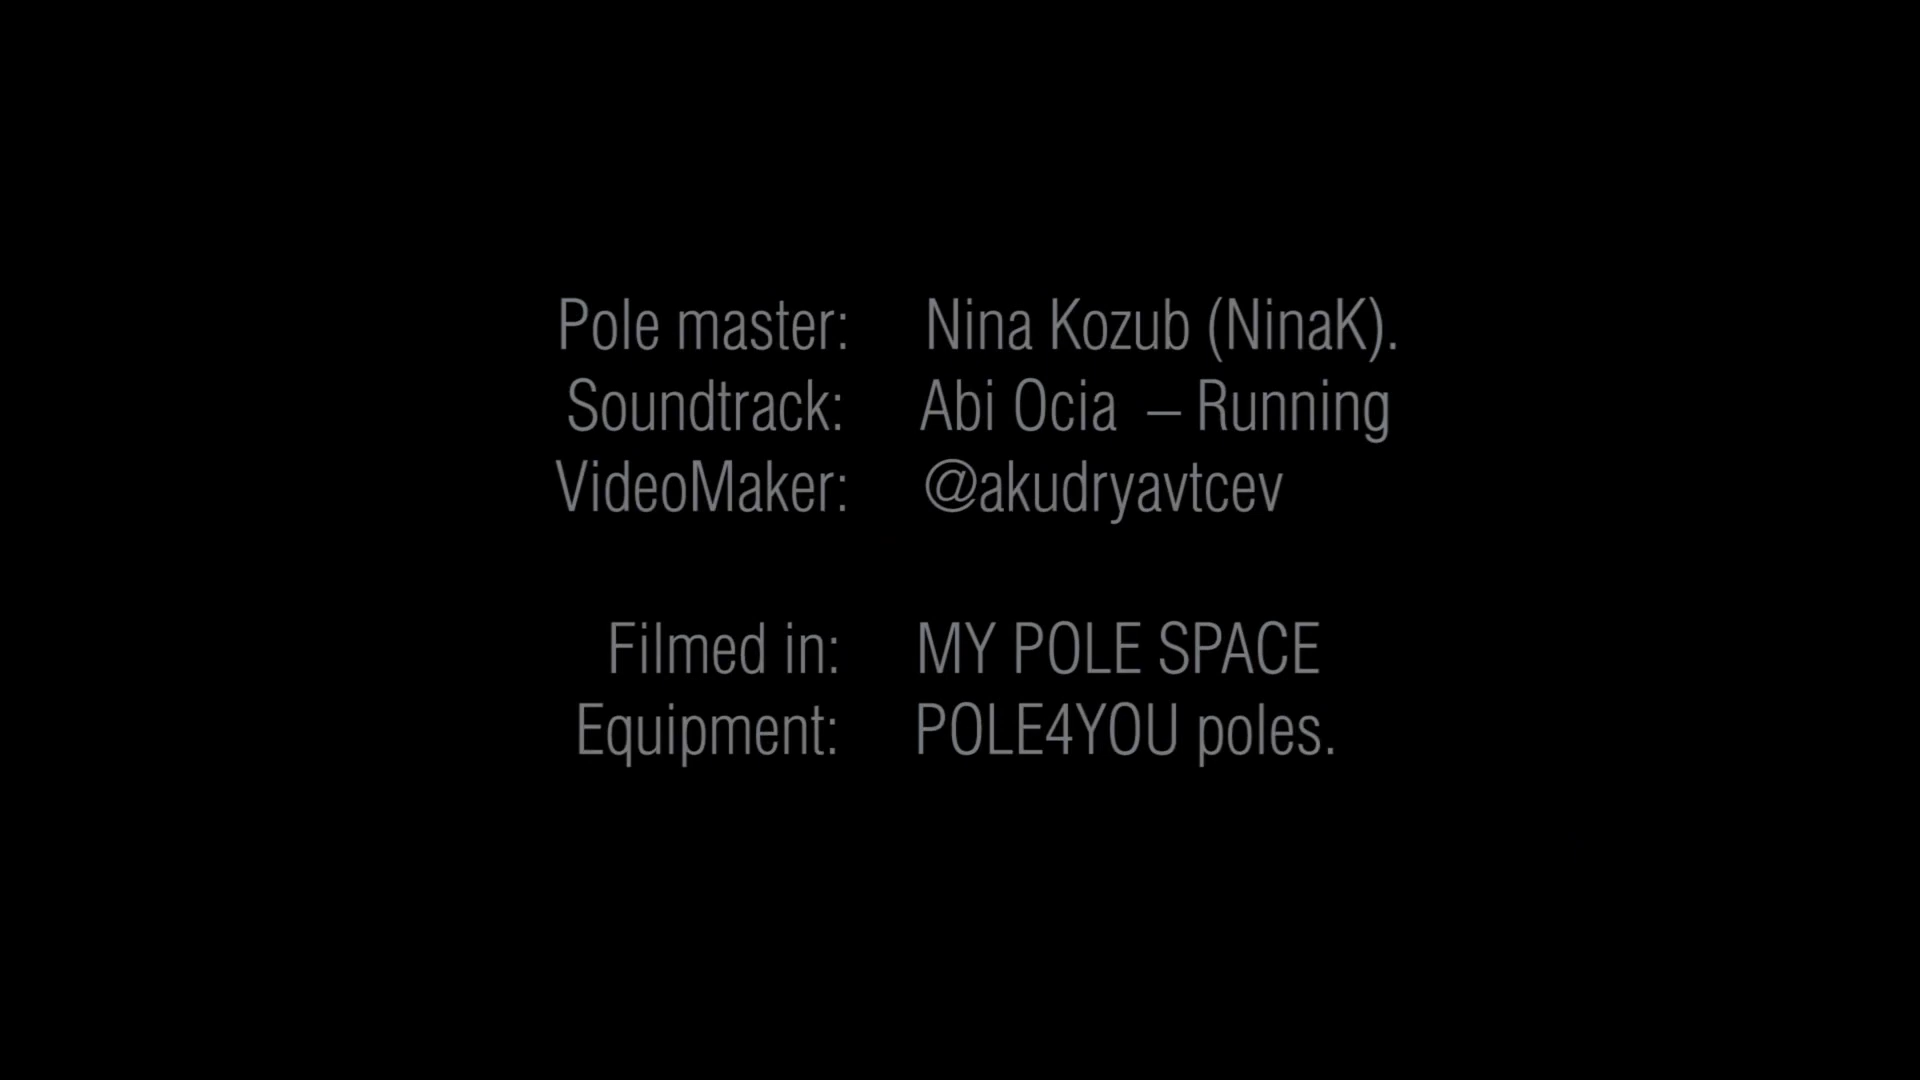 Pole master: Nina Kozub (NinaK).
Soundtrack: Abi Ocia – Running
VideoMaker: @akudryavtcev
Filmed in: MY POLE SPACE
Equipment: POLE4YOU poles.